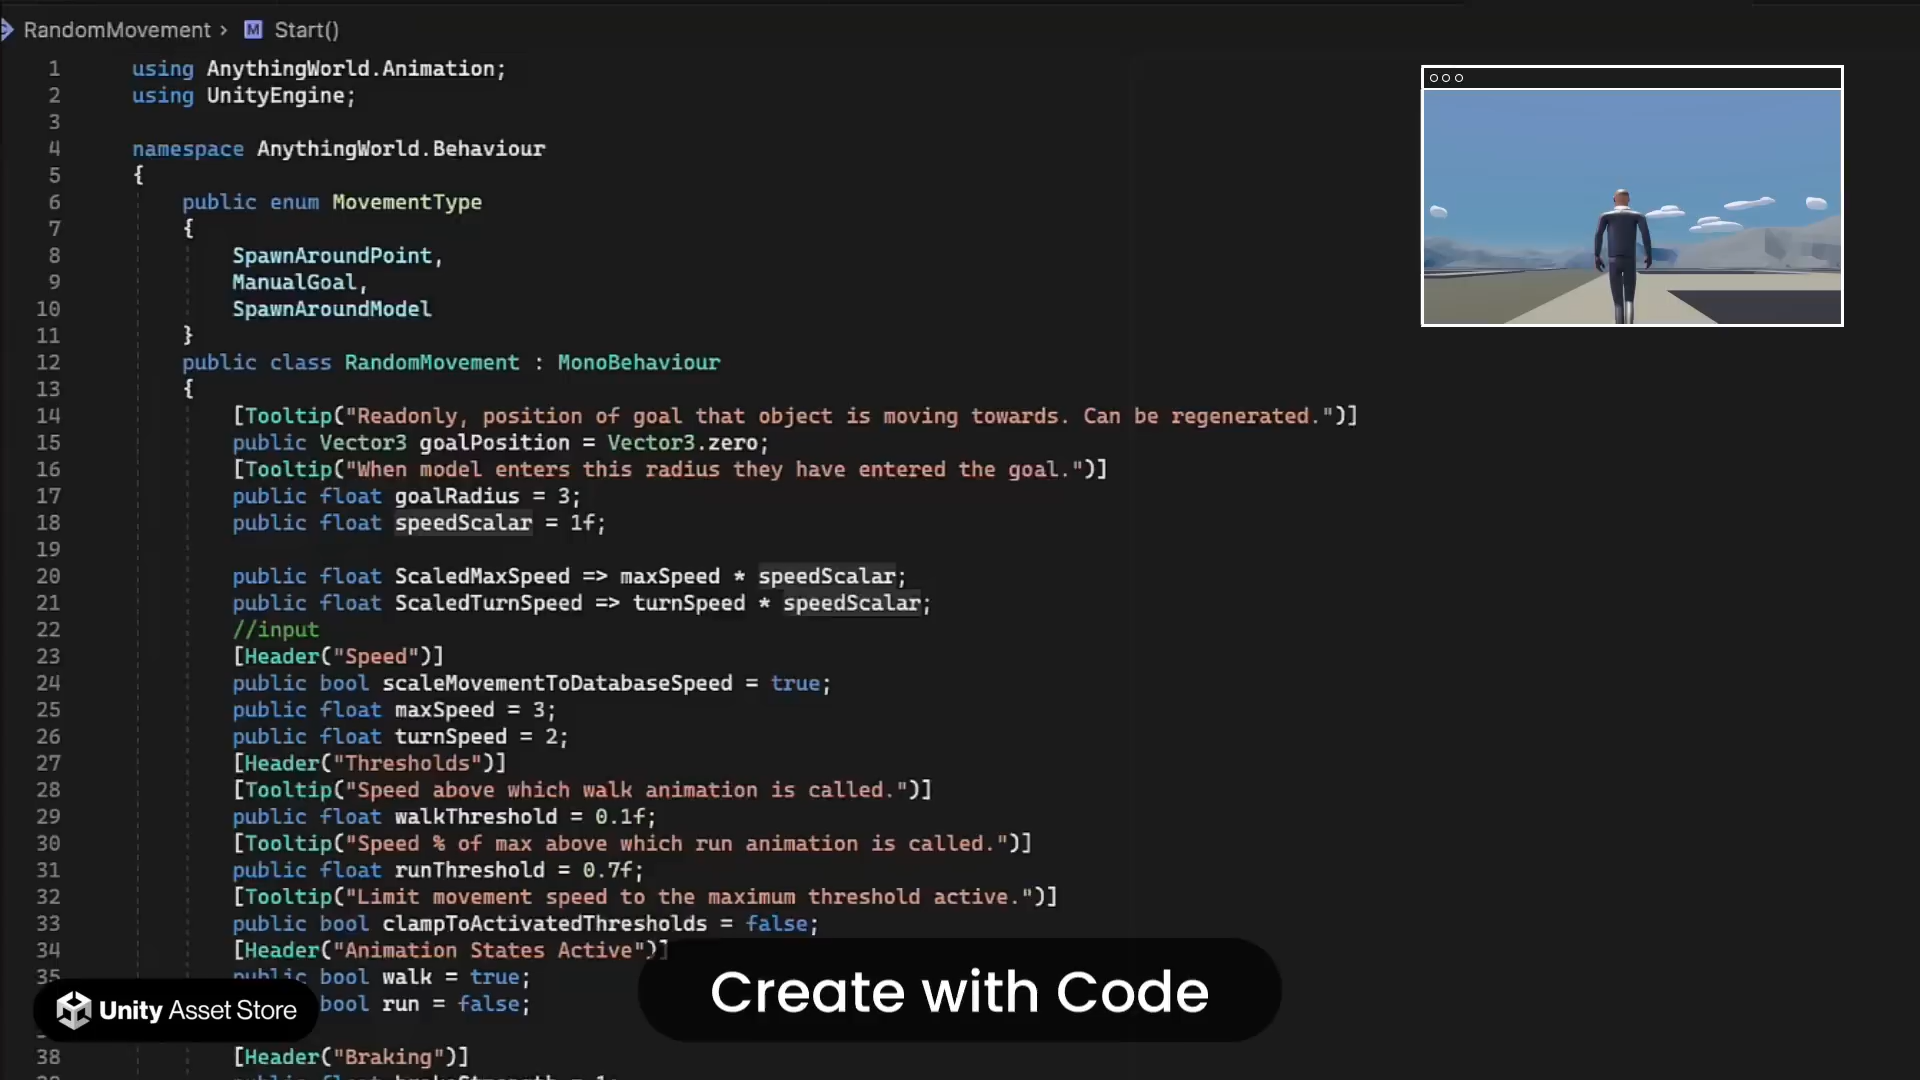 RandomMovement > M Start()
1 using AnythingWorld.Animation;
2 using UnityEngine;
3
4 namespace AnythingWorld.Behaviour
5 {
6 public enum MovementType
7 {
8 SpawnAroundPoint,
9 ManualGoal,
10 SpawnAroundModel
11 }
12 public class RandomMovement : MonoBehaviour
13 {
14 [Tooltip("Readonly, position of goal that object is moving towards. Can be regenerated.")]
15 public Vector3 goalPosition = Vector3.zero;
16 [Tooltip("When model enters this radius they have entered the goal.")]
17 public float goalRadius = 3;
18 public float speedScalar = 1f;
19
20 public float ScaledMaxSpeed => maxSpeed * speedScalar;
21 public float ScaledTurnSpeed => turnSpeed * speedScalar;
22 //input
23 [Header("Speed")]
24 public bool scaleMovementToDatabaseSpeed = true;
25 public float maxSpeed = 3;
26 public float turnSpeed = 2;
27 [Header("Thresholds")]
28 [Tooltip("Speed above which walk animation is called.")]
29 public float walkThreshold = 0.1f;
30 [Tooltip("Speed % of max above which run animation is called.")]
31 public float runThreshold = 0.7f;
32 [Tooltip("Limit movement speed to the maximum threshold active.")]
33 public bool clampToActivatedThresholds = false;
34 [Header("Animation States Active")]
35 public bool walk = true;
bool run = false;
38 [Header("Braking")]
Unity Asset Store
Create with Code